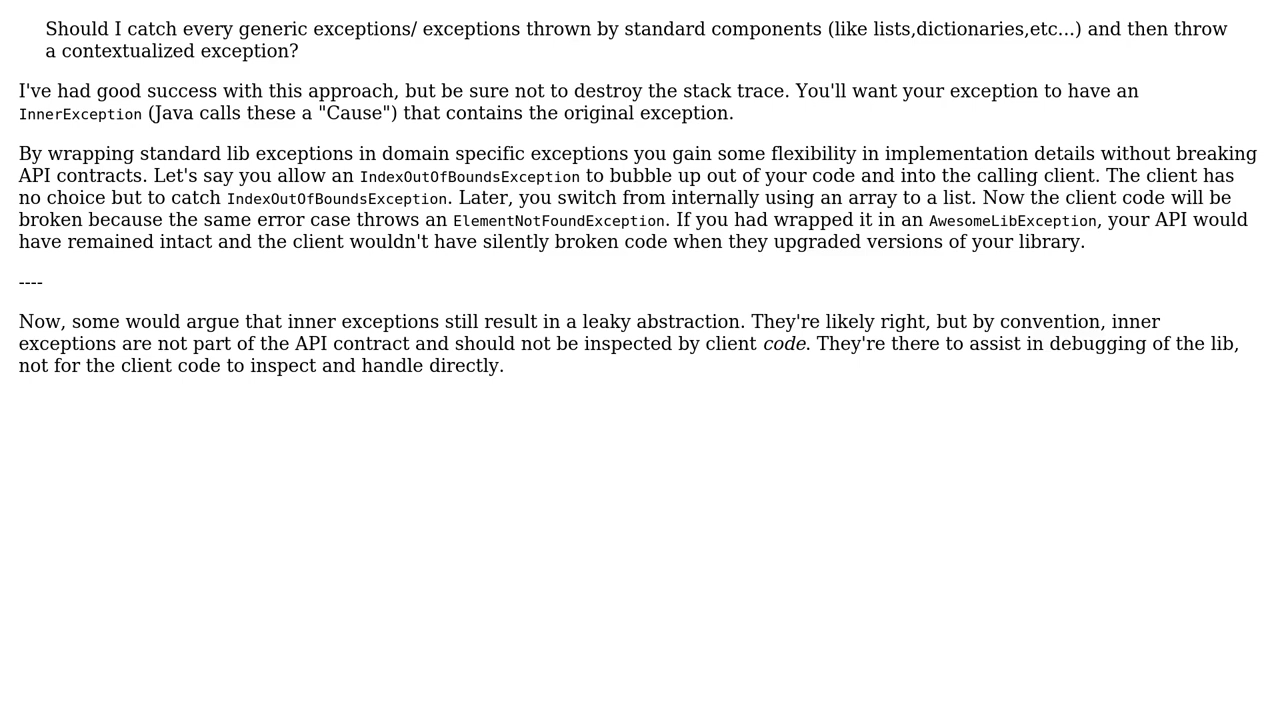 Should I catch every generic exceptions/ exceptions thrown by standard components (like lists,dictionaries,etc...) and then throw
a contextualized exception?
I've had good success with this approach, but be sure not to destroy the stack trace. You'll want your exception to have an
InnerException (Java calls these a "Cause") that contains the original exception.
By wrapping standard lib exceptions in domain specific exceptions you gain some flexibility in implementation details without breaking
API contracts. Let's say you allow an IndexOutOfBoundsException to bubble up out of your code and into the calling client. The client has
no choice but to catch IndexOutOfBoundsException. Later, you switch from internally using an array to a list. Now the client code will be
broken because the same error case throws an ElementNotFoundException. If you had wrapped it in an AwesomeLibException, your API would
have remained intact and the client wouldn't have silently broken code when they upgraded versions of your library.
----
Now, some would argue that inner exceptions still result in a leaky abstraction. They're likely right, but by convention, inner
exceptions are not part of the API contract and should not be inspected by client code. They're there to assist in debugging of the lib,
not for the client code to inspect and handle directly.